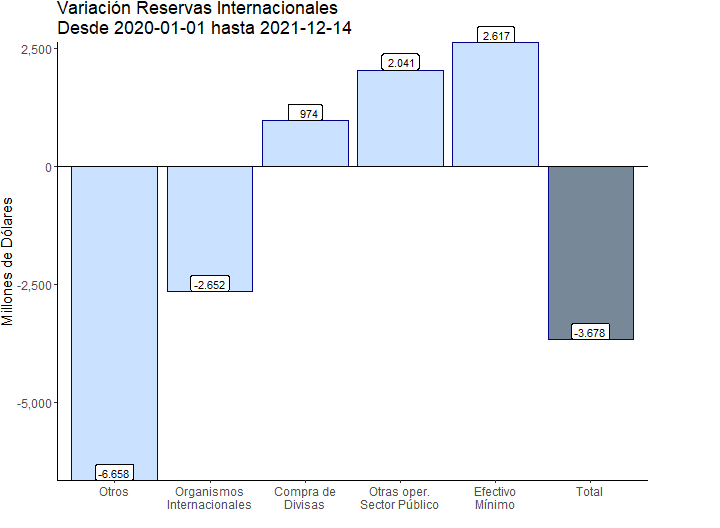 Variación Reservas Internacionales
Desde 2020-01-01 hasta 2021-12-14
Millones de Dólares
2,500
0
-2,500
-5,000
-6.658
-2.652
974
2.041
2.617
-3.678
Otros
Organismos
Internacionales
Compra de
Divisas
Otras oper.
Sector Público
Efectivo
Mínimo
Total